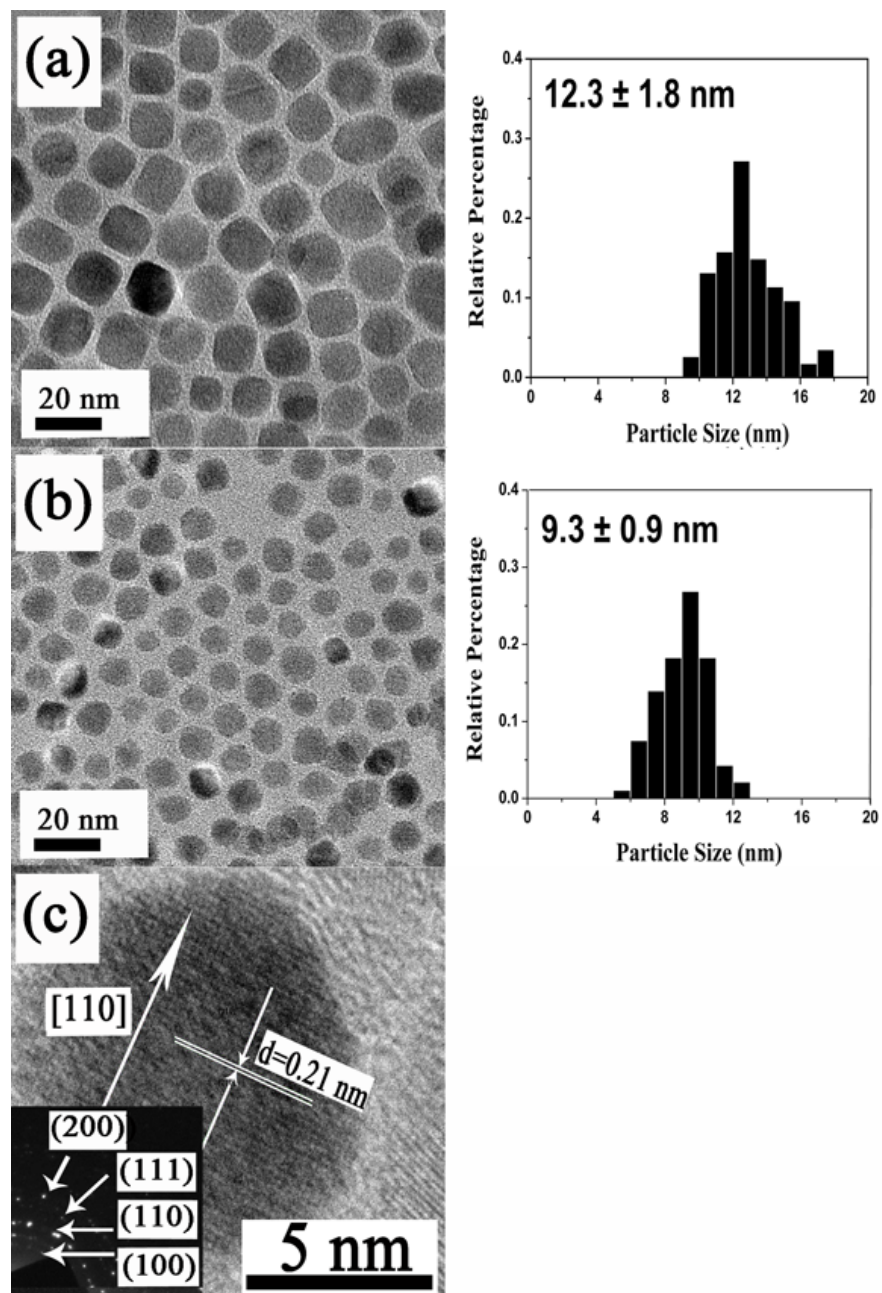 (a)
20 nm
12.3 ± 1.8 nm
Relative Percentage
0.4
0.3
0.2
0.1
0.0
0 4 8 12 16 20
Particle Size (nm)
(b)
20 nm
9.3 ± 0.9 nm
Relative Percentage
0.4
0.3
0.2
0.1
0.0
0 4 8 12 16 20
Particle Size (nm)
(c)
[110]
d=0.21 nm
(200)
(111)
(110)
(100)
5 nm